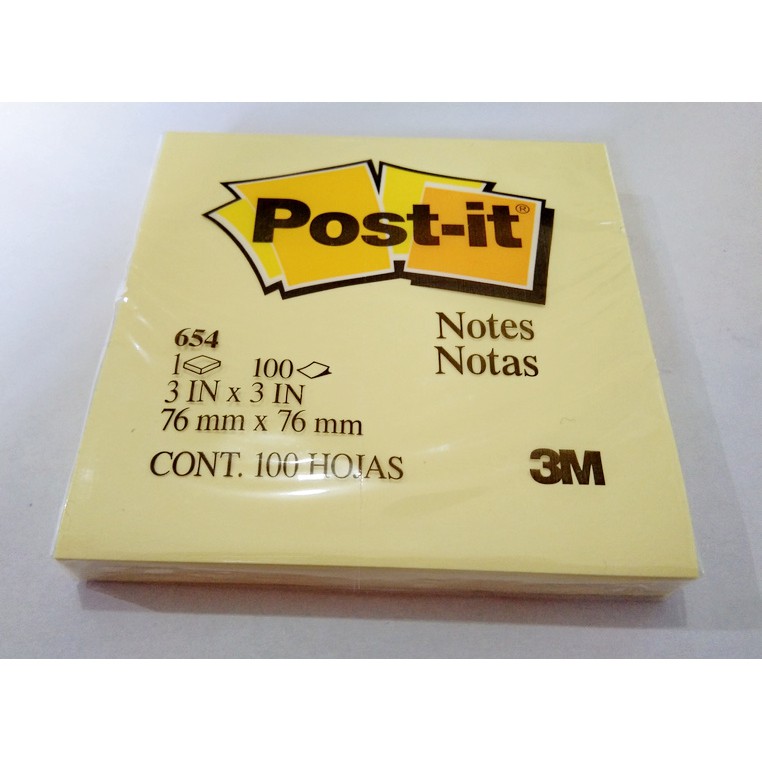 Post-it®
Notes
Notas
654
1 100
3 IN x 3 IN
76 mm x 76 mm
CONT. 100 HOJAS
3M